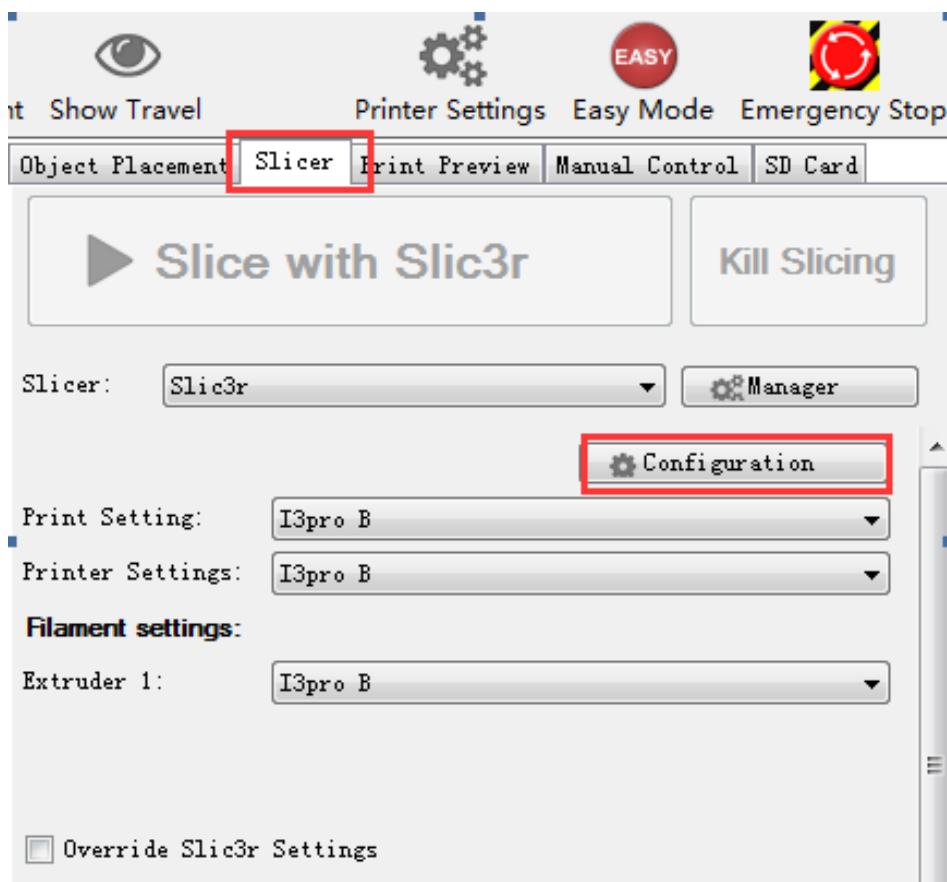 EASY
nt Show Travel Printer Settings Easy Mode Emergency Stop
Object Placement Slicer Print Preview Manual Control SD Card
Slice with Slic3r Kill Slicing
Slicer: Slic3r Manager
Configuration
Print Setting: I3pro B
Printer Settings: I3pro B
Filament settings:
Extruder 1: I3pro B
Override Slic3r Settings